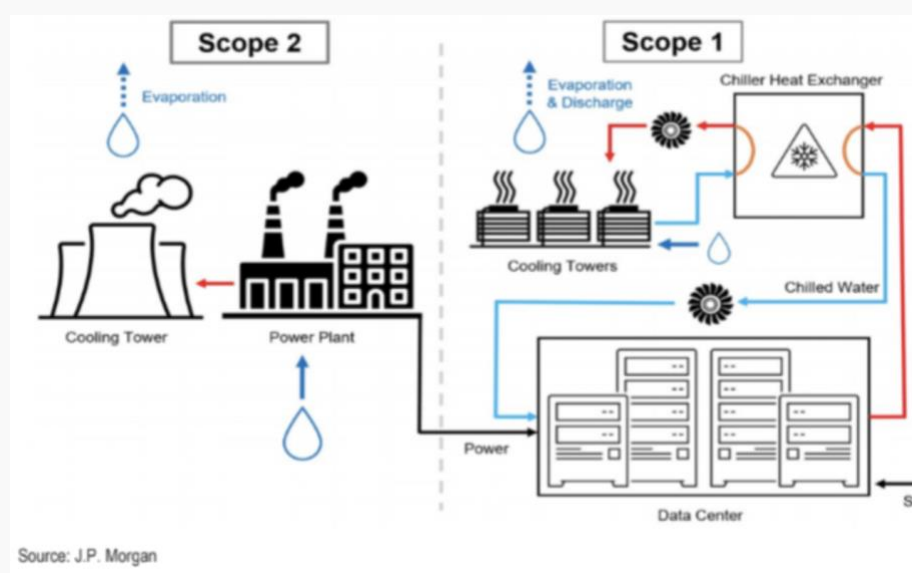 Scope 2
Scope 1
Evaporation
Evaporation
& Discharge
Chiller Heat Exchanger
Cooling Towers
Chilled Water
Cooling Tower
Power Plant
Power
Data Center
S
Source: J.P. Morgan